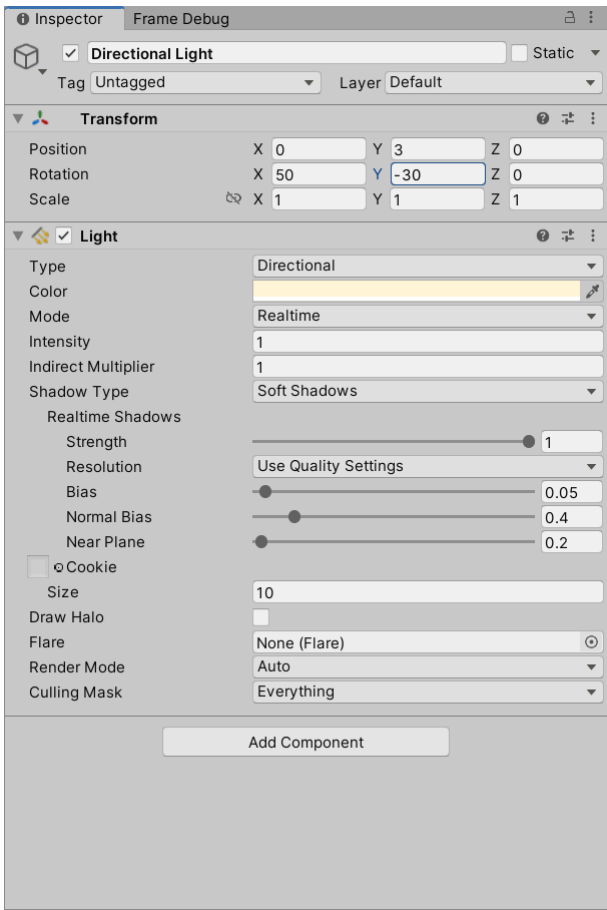 Inspector Frame Debug
Directional Light Static
Tag Untagged Layer Default
Transform
Position X 0 Y 3 Z 0
Rotation X 50 Y -30 Z 0
Scale X 1 Y 1 Z 1
Light
Type Directional
Color
Mode Realtime
Intensity 1
Indirect Multiplier 1
Shadow Type Soft Shadows
Realtime Shadows
Strength 1
Resolution Use Quality Settings
Bias 0.05
Normal Bias 0.4
Near Plane 0.2
Cookie
Size 10
Draw Halo
Flare None (Flare)
Render Mode Auto
Culling Mask Everything
Add Component